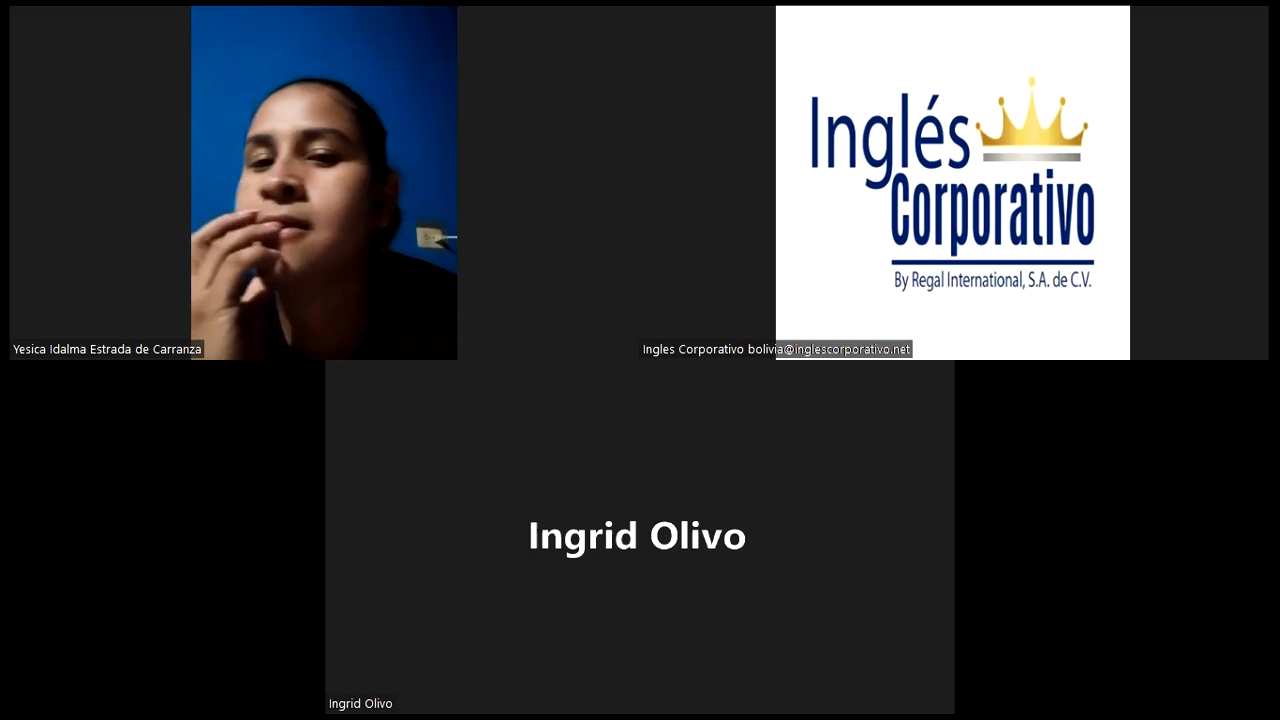 Inglés
Corporativo
By Regal International, S.A. de C.V.
Yesica Idalma Estrada de Carranza
Ingles Corporativo bolivia@inglescorporativo.net
Ingrid Olivo
Ingrid Olivo